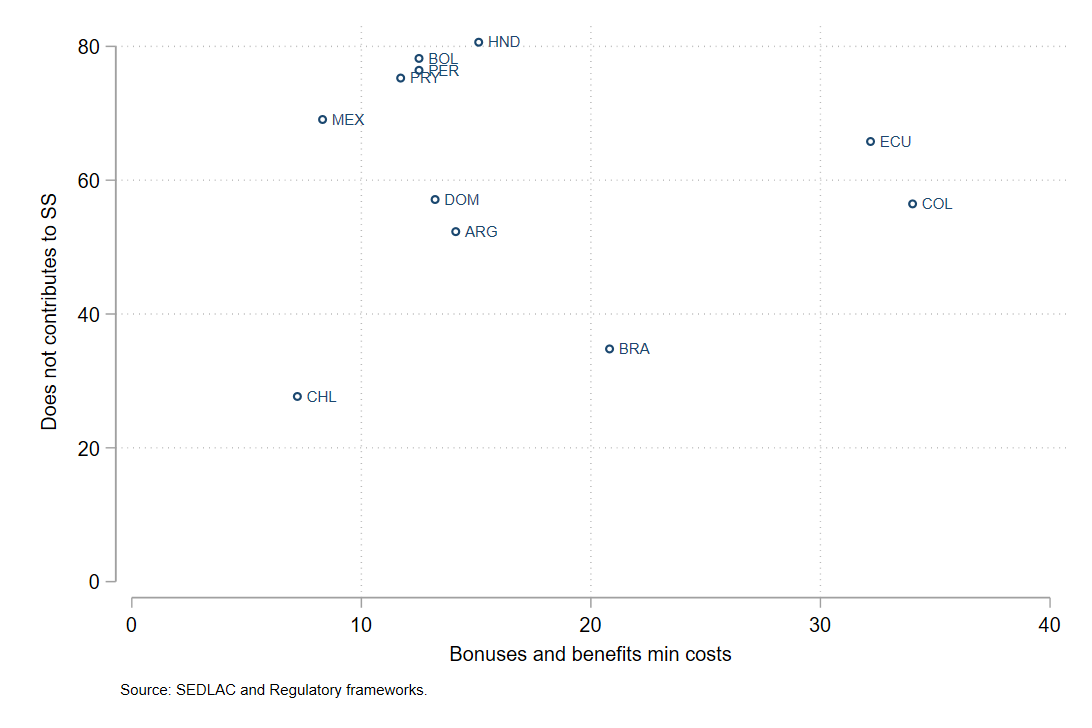 80
HND
BOL
PER
PRY
MEX
ECU
60
DOM
COL
ARG
Does not contributes to SS
40
BRA
CHL
20
0
0 10 20 30 40
Bonuses and benefits min costs
Source: SEDLAC and Regulatory frameworks.